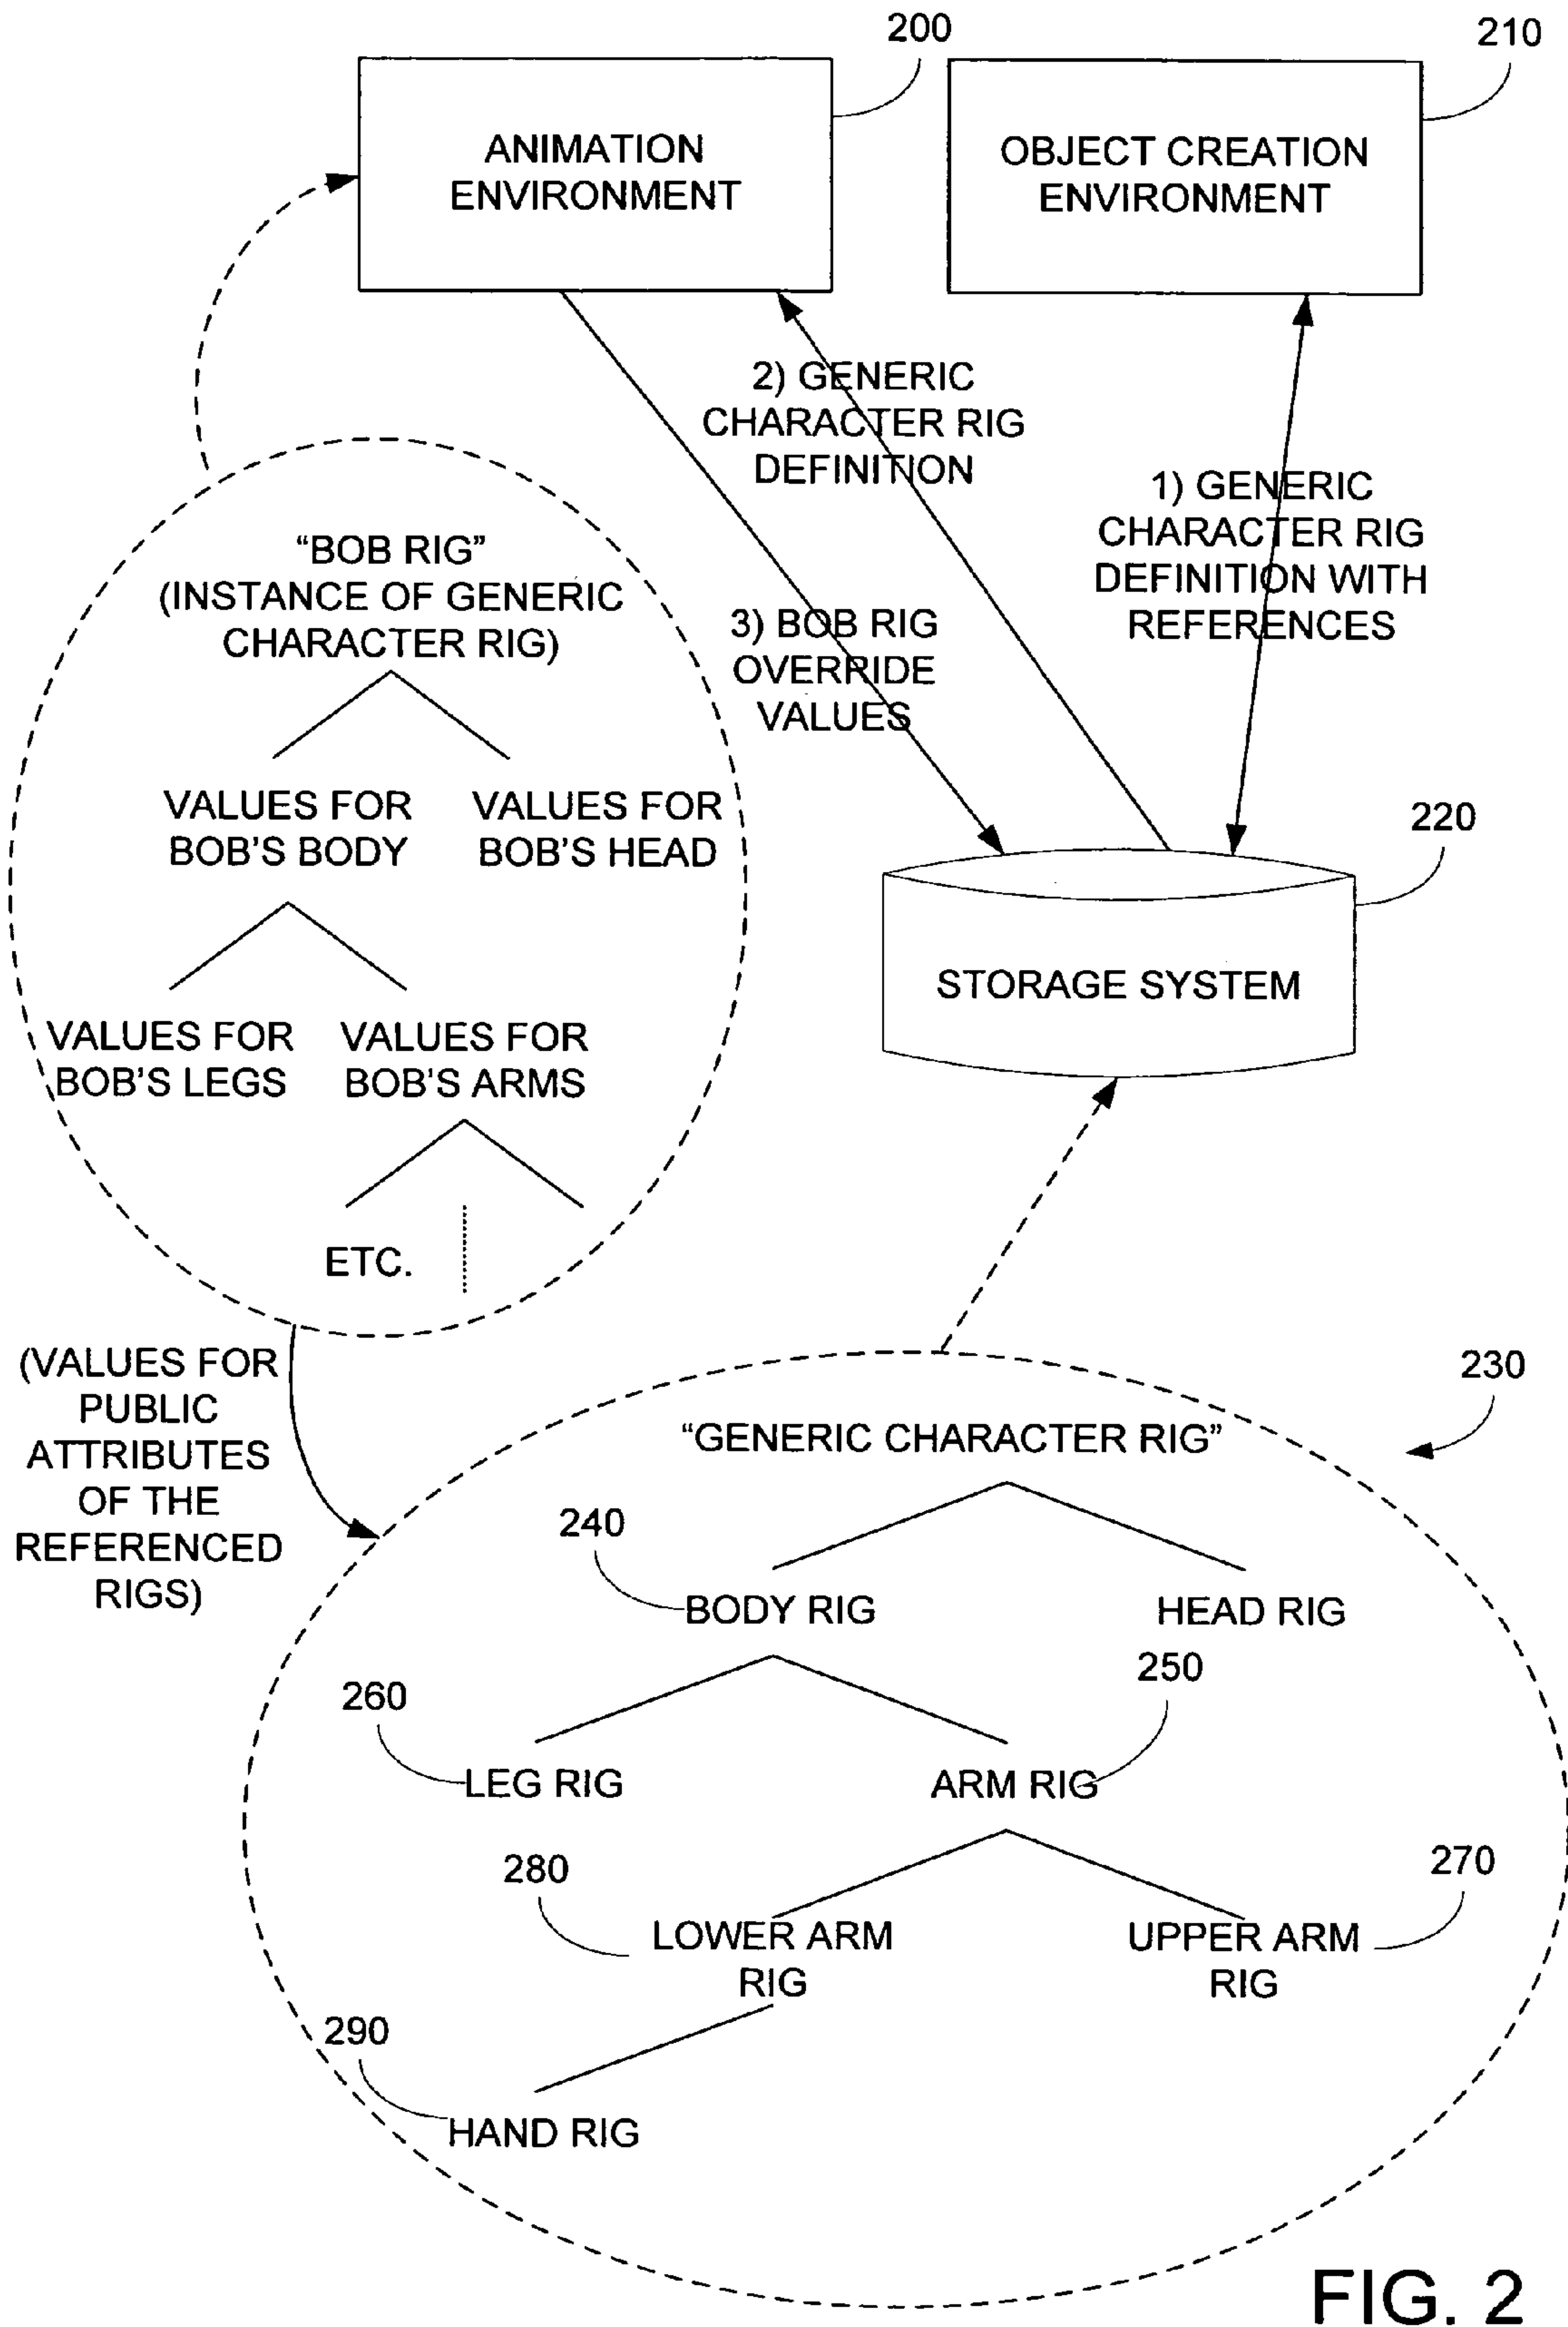 200
210
ANIMATION
ENVIRONMENT
OBJECT CREATION
ENVIRONMENT
2) GENERIC
CHARACTER RIG
DEFINITION
1) GENERIC
CHARACTER RIG
DEFINITION WITH
REFERENCES
3) BOB RIG
OVERRIDE
VALUES
“BOB RIG”
(INSTANCE OF GENERIC
CHARACTER RIG)
VALUES FOR
BOB’S BODY
VALUES FOR
BOB’S HEAD
VALUES FOR
BOB’S LEGS
VALUES FOR
BOB’S ARMS
ETC.
220
STORAGE SYSTEM
(VALUES FOR
PUBLIC
ATTRIBUTES
OF THE
REFERENCED
RIGS)
230
“GENERIC CHARACTER RIG”
240
BODY RIG
HEAD RIG
260
250
LEG RIG
ARM RIG
280
270
LOWER ARM
RIG
UPPER ARM
RIG
290
HAND RIG
FIG. 2